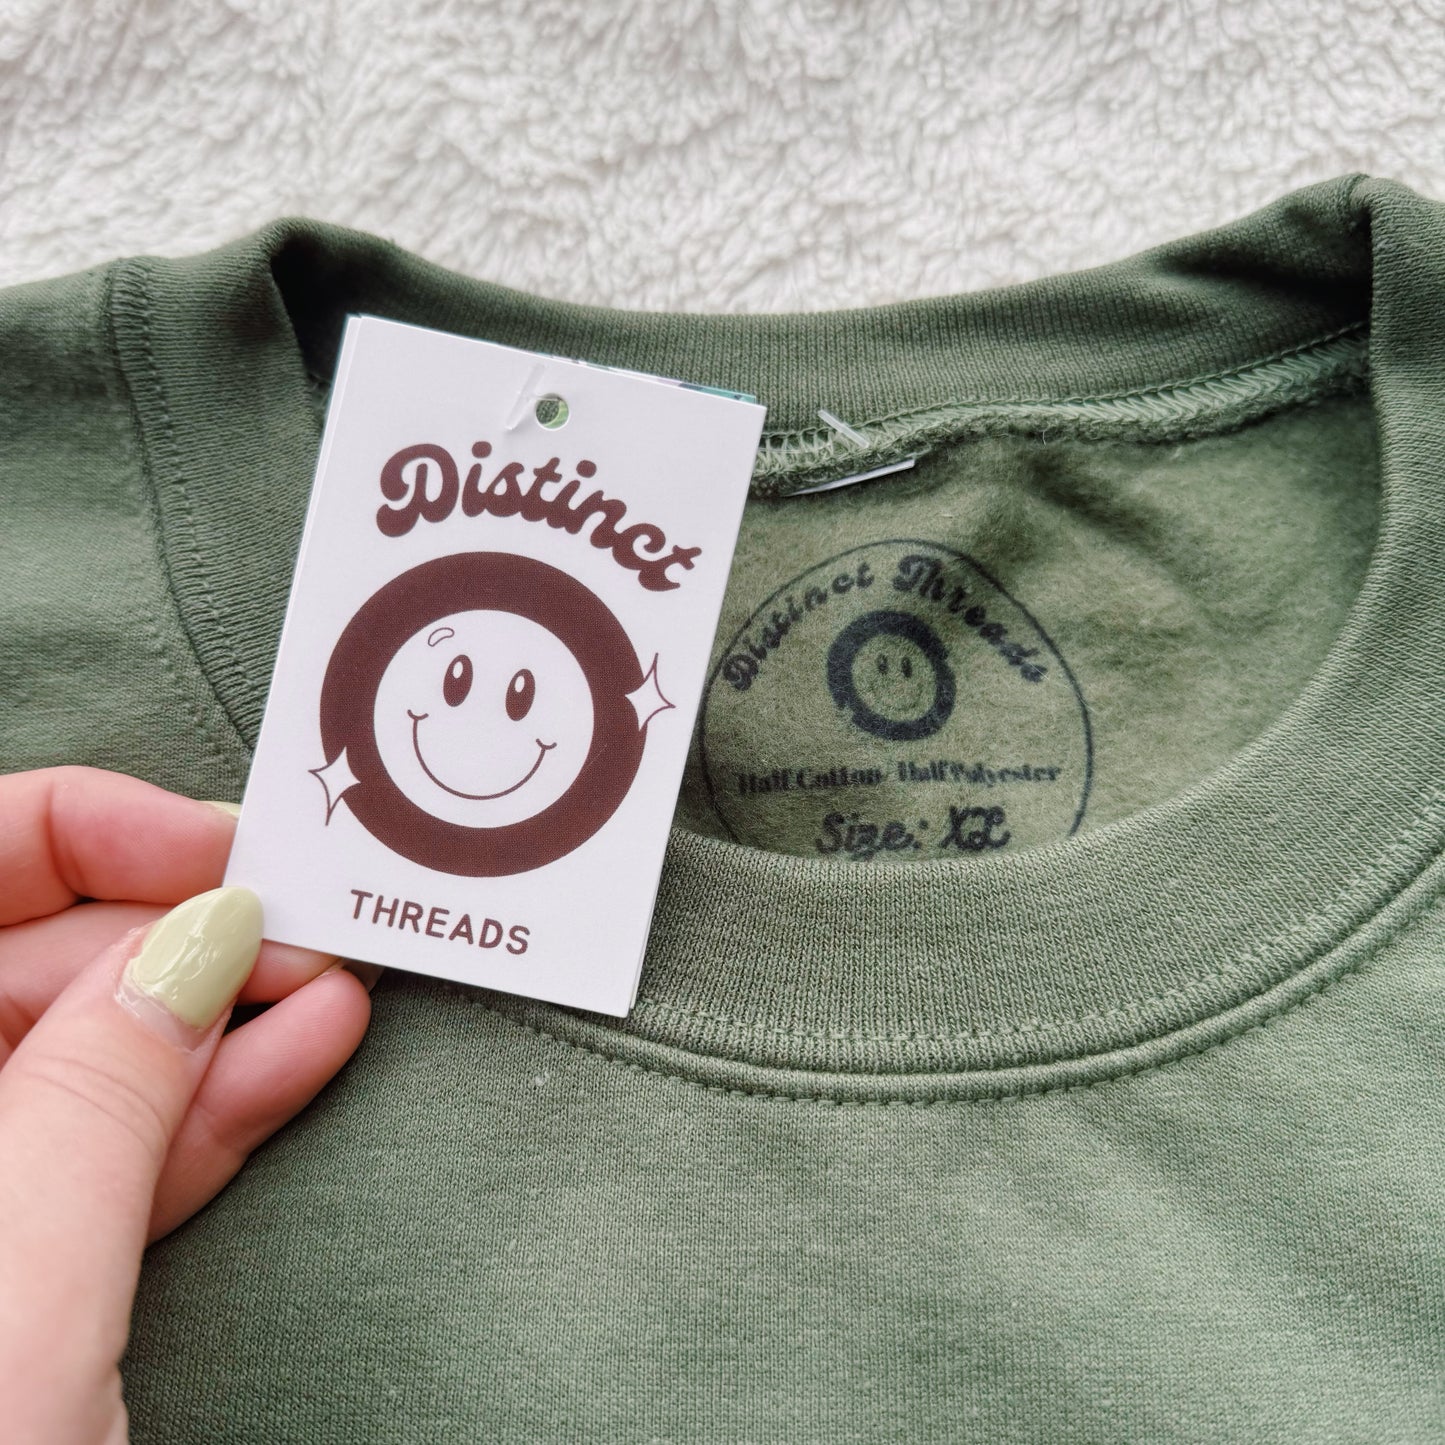 Distinct
THREADS
Distinct Threads
Half Cotton/Half Polyester
Size: XL